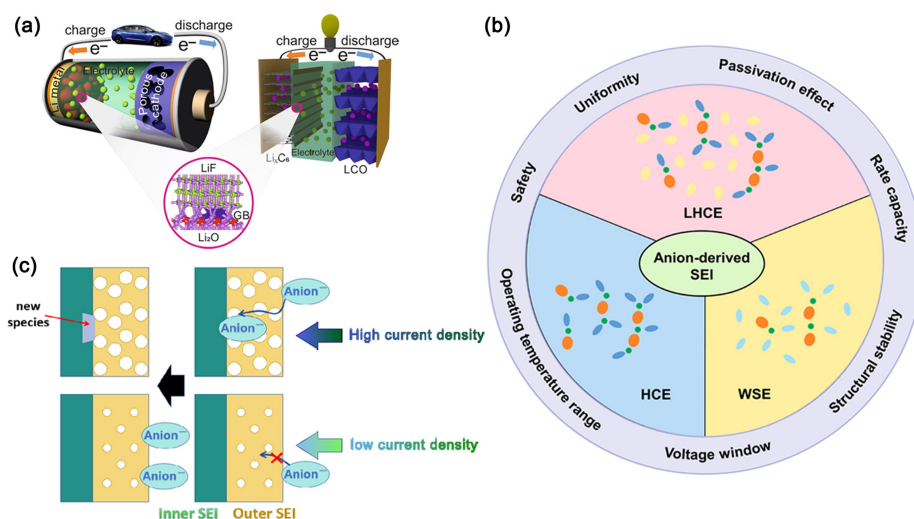 (a)
charge
discharge
e⁻
e⁻
Li metal
Electrolyte
Porous
cathode
charge
discharge
e⁻
e⁻
LiₓC₆
Electrolyte
LCO
LiF
GB
Li₂O
(b)
Safety
Uniformity
Passivation effect
Rate capacity
Structural stability
Voltage window
Operating temperature range
LHCE
Anion-derived
SEI
HCE
WSE
(c)
new
species
Anion⁻
Anion⁻
High current density
Anion⁻
Anion⁻
Anion⁻
low current density
Inner SEI
Outer SEI